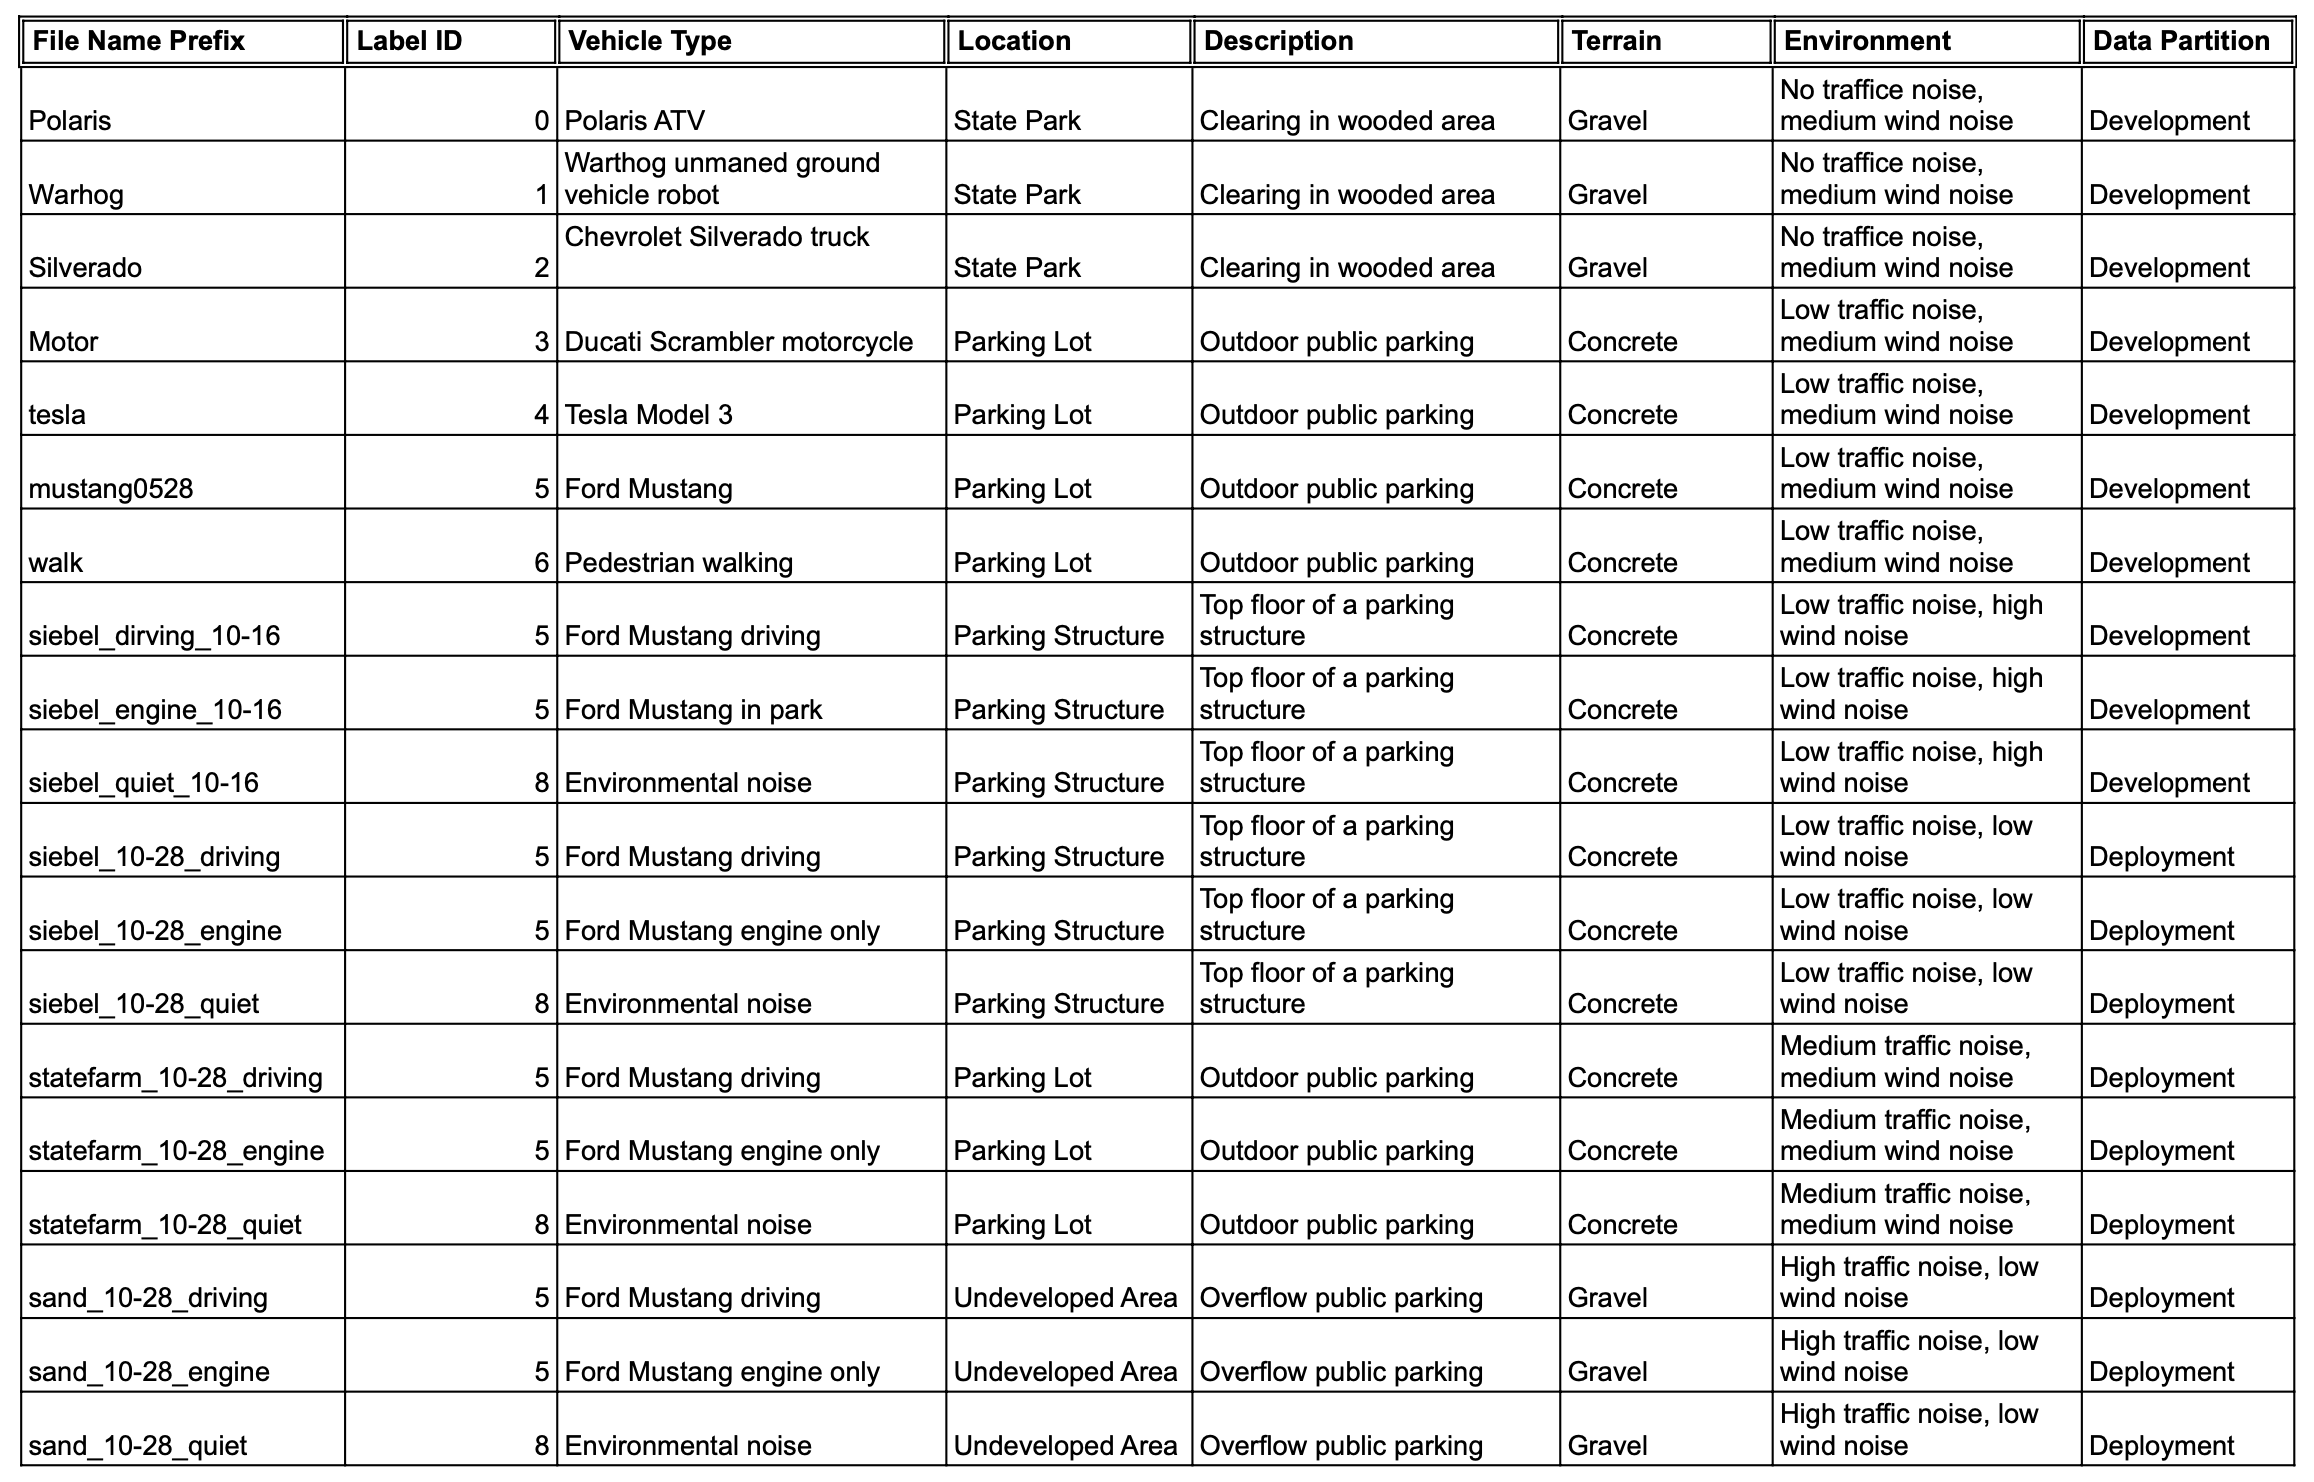 File Name Prefix Label ID Vehicle Type Location Description Terrain Environment Data Partition
Polaris 0 Polaris ATV State Park Clearing in wooded area Gravel No traffice noise, medium wind noise Development
Warhog 1 Warthog unmaned ground vehicle robot State Park Clearing in wooded area Gravel No traffice noise, medium wind noise Development
Silverado 2 Chevrolet Silverado truck State Park Clearing in wooded area Gravel No traffice noise, medium wind noise Development
Motor 3 Ducati Scrambler motorcycle Parking Lot Outdoor public parking Concrete Low traffic noise, medium wind noise Development
tesla 4 Tesla Model 3 Parking Lot Outdoor public parking Concrete Low traffic noise, medium wind noise Development
mustang0528 5 Ford Mustang Parking Lot Outdoor public parking Concrete Low traffic noise, medium wind noise Development
walk 6 Pedestrian walking Parking Lot Outdoor public parking Concrete Low traffic noise, medium wind noise Development
siebel_dirving_10-16 5 Ford Mustang driving Parking Structure Top floor of a parking structure Concrete Low traffic noise, high wind noise Development
siebel_engine_10-16 5 Ford Mustang in park Parking Structure Top floor of a parking structure Concrete Low traffic noise, high wind noise Development
siebel_quiet_10-16 8 Environmental noise Parking Structure Top floor of a parking structure Concrete Low traffic noise, high wind noise Development
siebel_10-28_driving 5 Ford Mustang driving Parking Structure Top floor of a parking structure Concrete Low traffic noise, low wind noise Deployment
siebel_10-28_engine 5 Ford Mustang engine only Parking Structure Top floor of a parking structure Concrete Low traffic noise, low wind noise Deployment
siebel_10-28_quiet 8 Environmental noise Parking Structure Top floor of a parking structure Concrete Low traffic noise, low wind noise Deployment
statefarm_10-28_driving 5 Ford Mustang driving Parking Lot Outdoor public parking Concrete Medium traffic noise, medium wind noise Deployment
statefarm_10-28_engine 5 Ford Mustang engine only Parking Lot Outdoor public parking Concrete Medium traffic noise, medium wind noise Deployment
statefarm_10-28_quiet 8 Environmental noise Parking Lot Outdoor public parking Concrete Medium traffic noise, medium wind noise Deployment
sand_10-28_driving 5 Ford Mustang driving Undeveloped Area Overflow public parking Gravel High traffic noise, low wind noise Deployment
sand_10-28_engine 5 Ford Mustang engine only Undeveloped Area Overflow public parking Gravel High traffic noise, low wind noise Deployment
sand_10-28_quiet 8 Environmental noise Undeveloped Area Overflow public parking Gravel High traffic noise, low wind noise Deployment